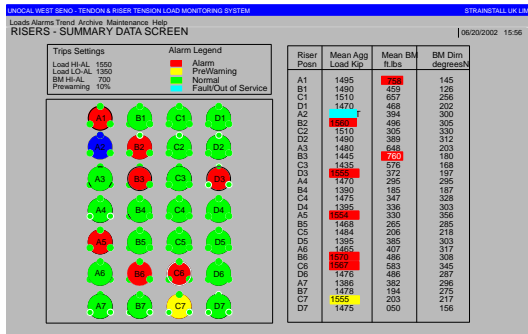 UNOCAL WEST SENO - TENDON & RISER TENSION LOAD MONITORING SYSTEM STRAINSTALL UK LIM
Loads Alarms Trend Archive Maintenance Help
RISERS - SUMMARY DATA SCREEN 06/20/2002 15:56
Trips Settings
Load HI-AL 1550
Load LO-AL 1350
BM HI-AL 700
Prewarning 10%
Alarm Legend
Alarm
PreWarning
Normal
Fault/Out of Service
A1 B1 C1 D1
A2 B2 C2 D2
A3 B3 C3 D3
A4 B4 C4 D4
A5 B5 C5 D5
A6 B6 C6 D6
A7 B7 C7 D7
Riser Posn Mean Agg Load Kip Mean BM ft.lbs BM Dirn degreesN
A1 1495 145
B1 1490 459 126
C1 1510 657 256
D1 1470 468 202
A2 394 300
B2 1560 496 305
C2 1510 305 330
D2 1490 389 312
A3 1480 648 203
B3 1445 760 180
C3 1435 576 168
D3 1555 372 197
A4 1470 295 295
B4 1390 185 187
C4 1475 347 328
D4 1395 336 303
A5 1554 330 356
B5 1468 265 285
C5 1484 206 218
D5 1395 385 303
A6 1465 407 317
B6 1570 486 308
C6 1587 583 345
D6 1476 486 287
A7 1386 382 296
B7 1478 194 275
C7 1555 203 217
D7 1475 050 156